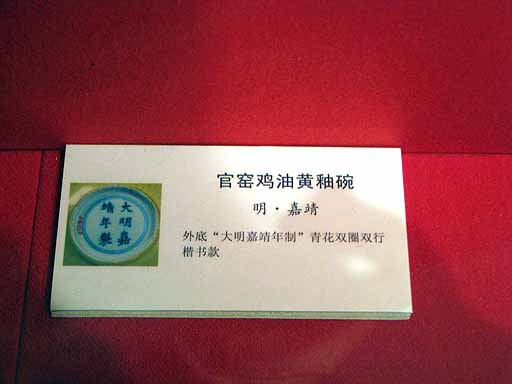 官窑鸡油黄釉碗
明·嘉靖
外底“大明嘉靖年制”青花双圈双行
楷书款
大明嘉
靖年製